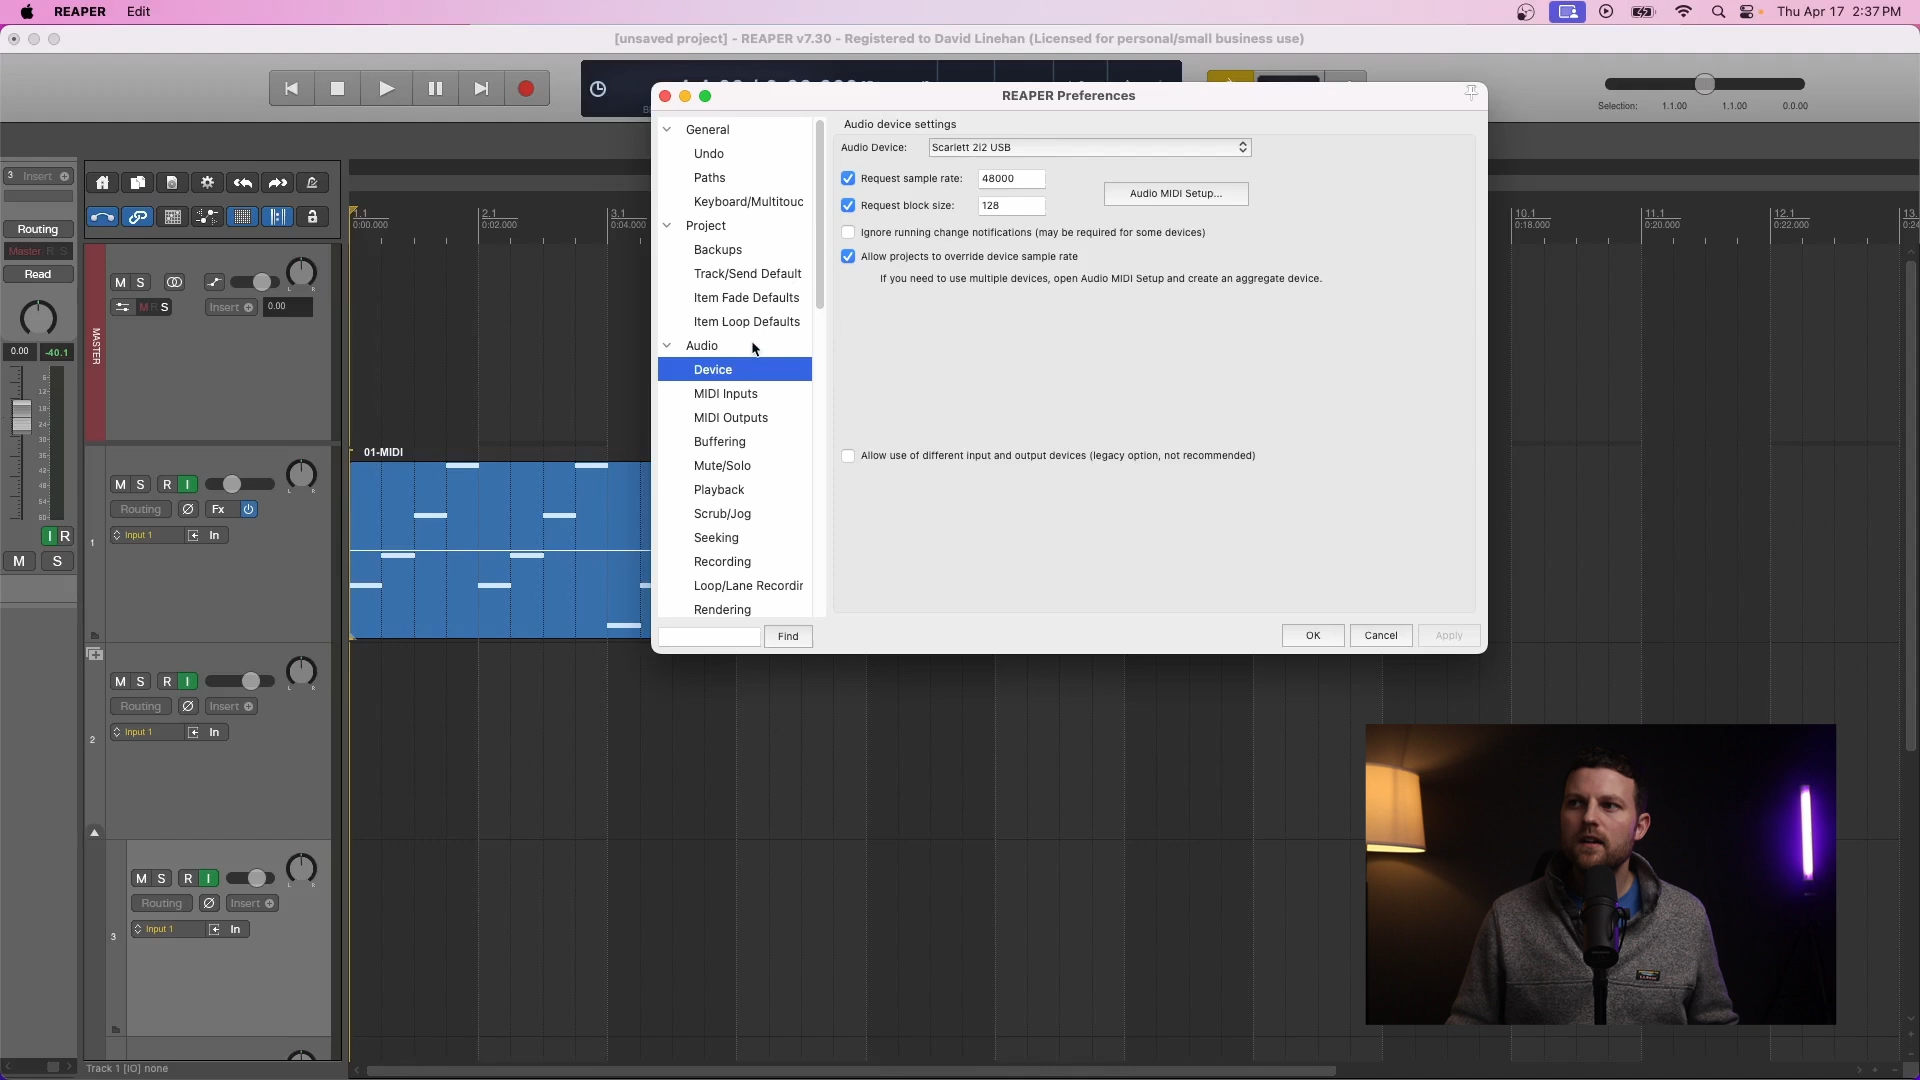 REAPER Edit
Thu Apr 17 2:37 PM
[unsaved project] - REAPER v7.30 - Registered to David Linehan (Licensed for personal/small business use)
Selection: 1.1.00 1.1.00 0.0.00
REAPER Preferences
General
Undo
Paths
Keyboard/Multitouc
Project
Backups
Track/Send Default
Item Fade Defaults
Item Loop Defaults
Audio
Device
MIDI Inputs
MIDI Outputs
Buffering
Mute/Solo
Playback
Scrub/Jog
Seeking
Recording
Loop/Lane Recordin
Rendering
Find
Audio device settings
Audio Device: Scarlett 2i2 USB
Request sample rate: 48000
Audio MIDI Setup...
Request block size: 128
Ignore running change notifications (may be required for some devices)
Allow projects to override device sample rate
If you need to use multiple devices, open Audio MIDI Setup and create an aggregate device.
Allow use of different input and output devices (legacy option, not recommended)
OK Cancel Apply
3 Insert
Routing
Master R S
Read
0.00 -40.1
I R
M S
1.1 2.1 3.1 10.1 11.1 12.1 13.
0:00.000 0:02.000 0:04.000 0:18.000 0:20.000 0:22.000 0:24
MASTER
M S
L R
M R S Insert 0.00
01-MIDI
1
M S R I
L R
Routing Ø Fx
Input 1 In
2
M S R I
L R
Routing Ø Insert
Input 1 In
3
M S R I
L R
Routing Ø Insert
Input 1 In
Track 1 [IO] none